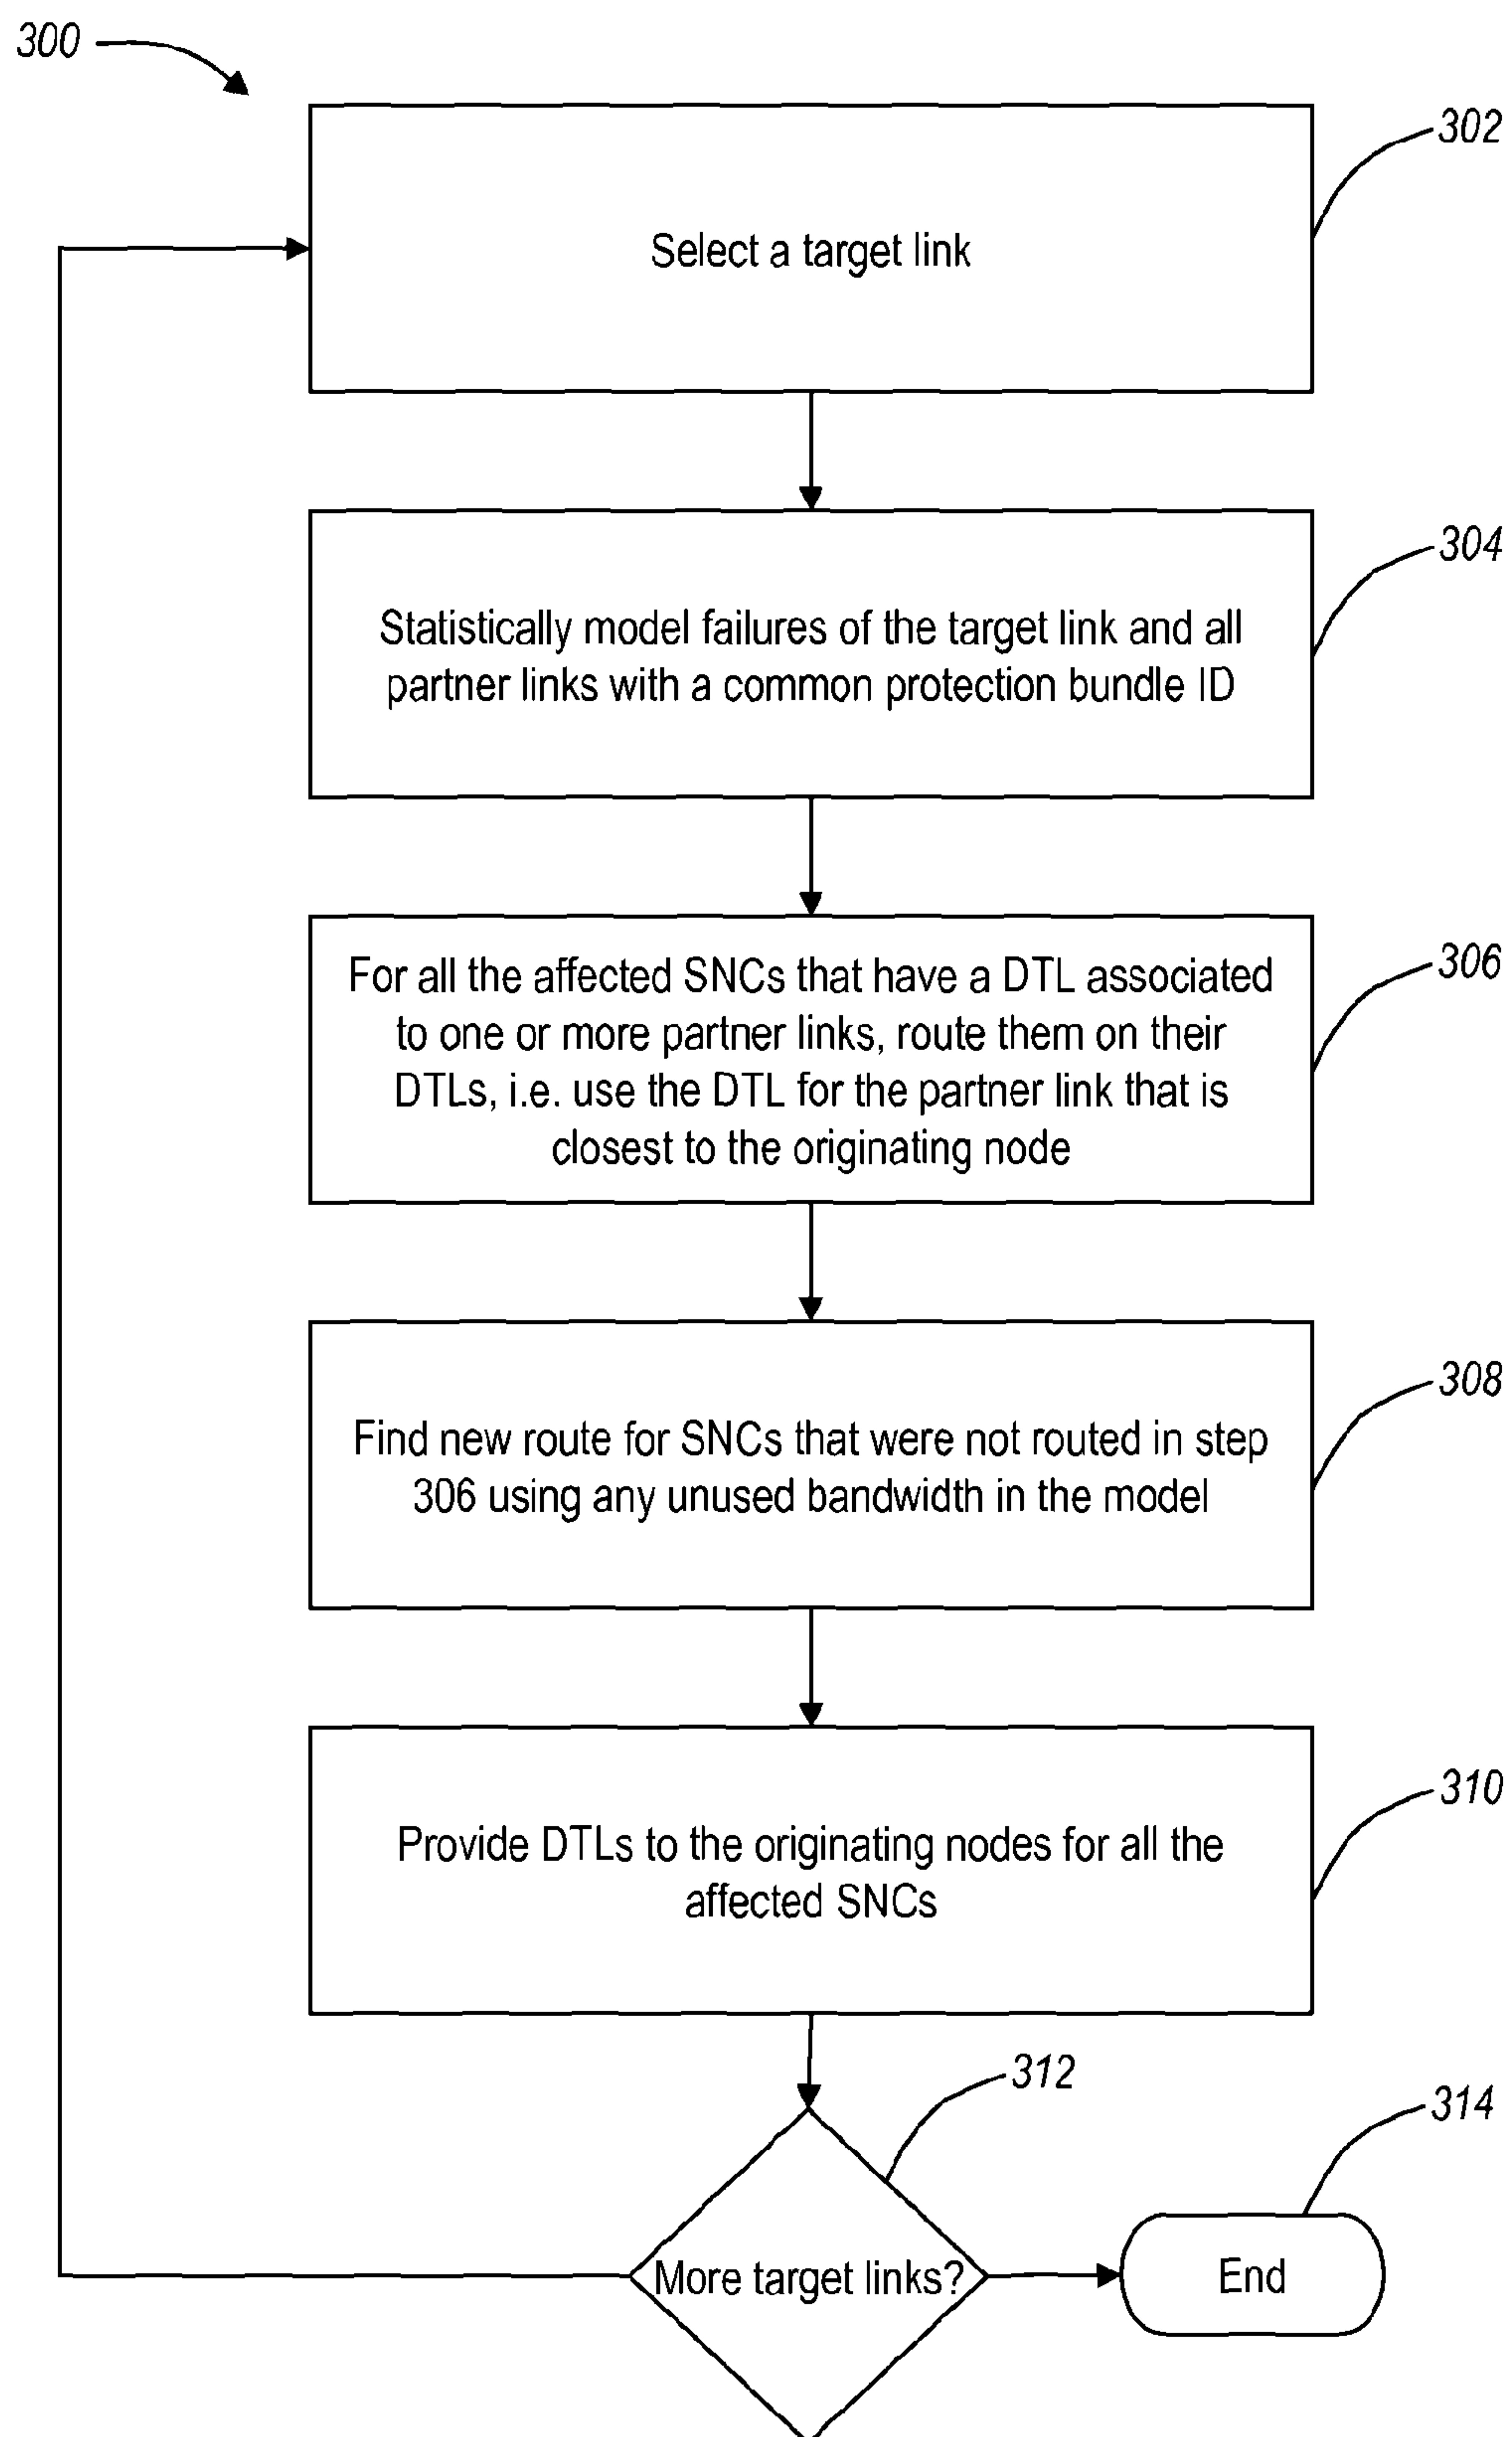 300
302
Select a target link
304
Statistically model failures of the target link and all
partner links with a common protection bundle ID
306
For all the affected SNCs that have a DTL associated
to one or more partner links, route them on their
DTLs, i.e. use the DTL for the partner link that is
closest to the originating node
308
Find new route for SNCs that were not routed in step
306 using any unused bandwidth in the model
310
Provide DTLs to the originating nodes for all the
affected SNCs
312
314
More target links?
End